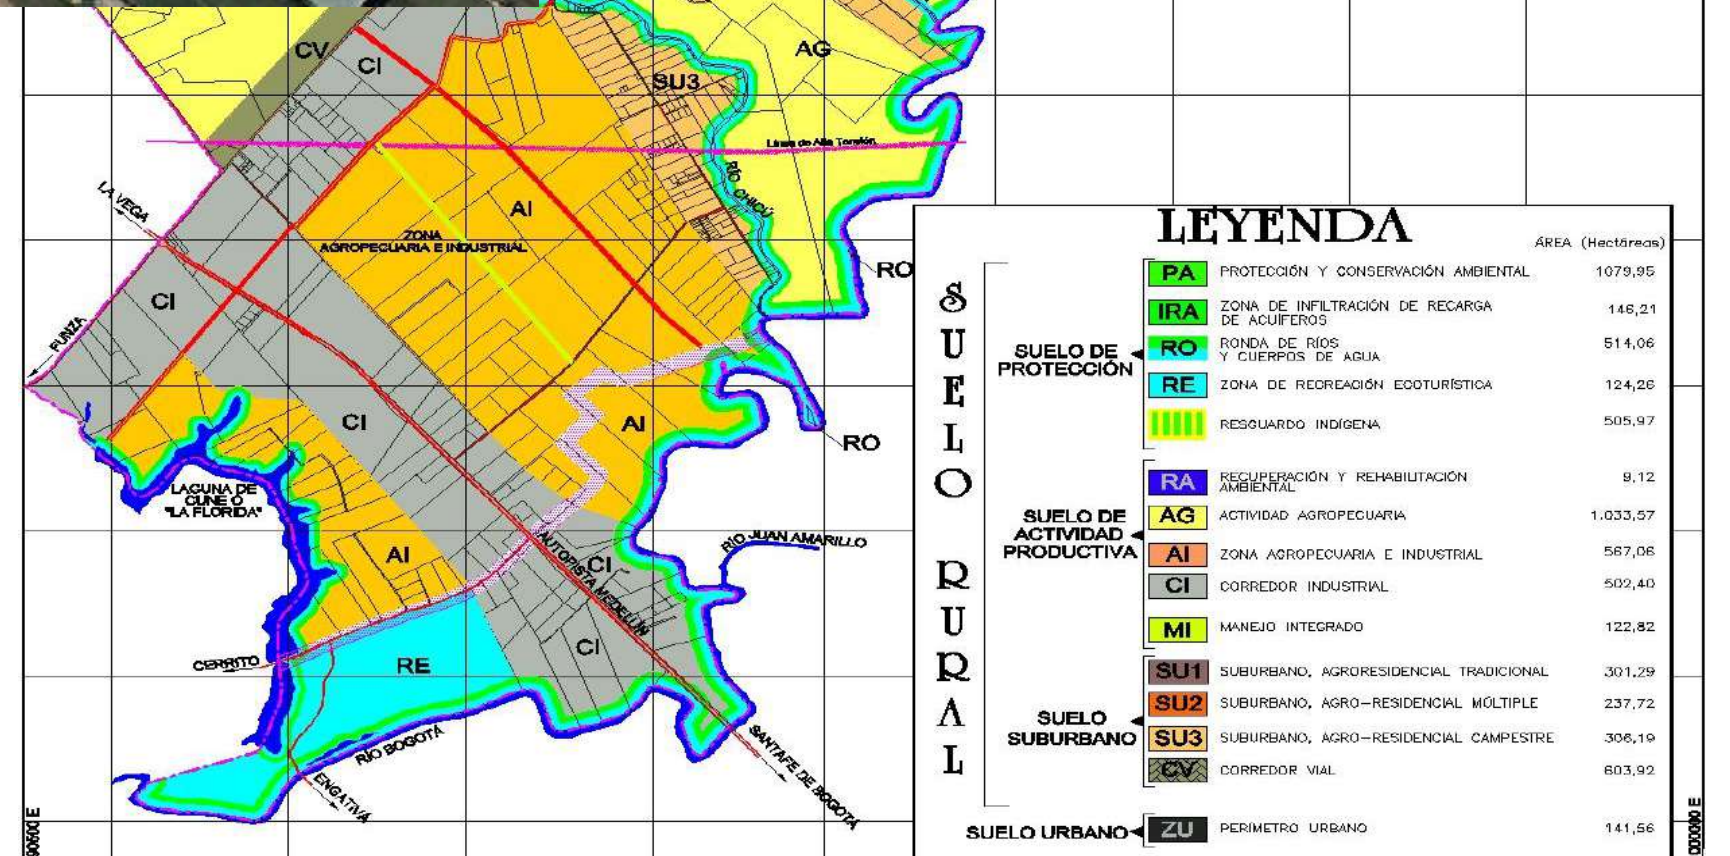 CV
CI
AG
SU3
Línea de Alta Tensión
LA VEGA
RÍO CHICÚ
AI
ZONA
AGROPECUARIA E INDUSTRIAL
RO
CI
FUNZA
CI
AI
RO
LAGUNA DE
CUNE O
"LA FLORIDA"
AI
AUTOPISTA MEDELLIN
CI
RÍO JUAN AMARILLO
CERRITO
RE
CI
RÍO BOGOTÁ
ENGATIVÁ
SANTAFE DE BOGOTÁ
LEYENDA
ÁREA (Hectáreas)
SUELO RURAL
SUELO DE
PROTECCIÓN
PA PROTECCIÓN Y CONSERVACIÓN AMBIENTAL 1079,95
IRA ZONA DE INFILTRACIÓN DE RECARGA
DE ACUÍFEROS 146,21
RO RONDA DE RÍOS
Y CUERPOS DE AGUA 514,06
RE ZONA DE RECREACIÓN ECOTURÍSTICA 124,26
RESGUARDO INDÍGENA 505,97
SUELO DE
ACTIVIDAD
PRODUCTIVA
RA RECUPERACIÓN Y REHABILITACIÓN
AMBIENTAL 9,12
AG ACTIVIDAD AGROPECUARIA 1.033,57
AI ZONA AGROPECUARIA E INDUSTRIAL 567,06
CI CORREDOR INDUSTRIAL 502,40
MI MANEJO INTEGRADO 122,82
SUELO
SUBURBANO
SU1 SUBURBANO, AGRORESIDENCIAL TRADICIONAL 301,29
SU2 SUBURBANO, AGRO-RESIDENCIAL MÚLTIPLE 237,72
SU3 SUBURBANO, AGRO-RESIDENCIAL CAMPESTRE 306,19
CV CORREDOR VIAL 603,92
SUELO URBANO
ZU PERIMETRO URBANO 141,56